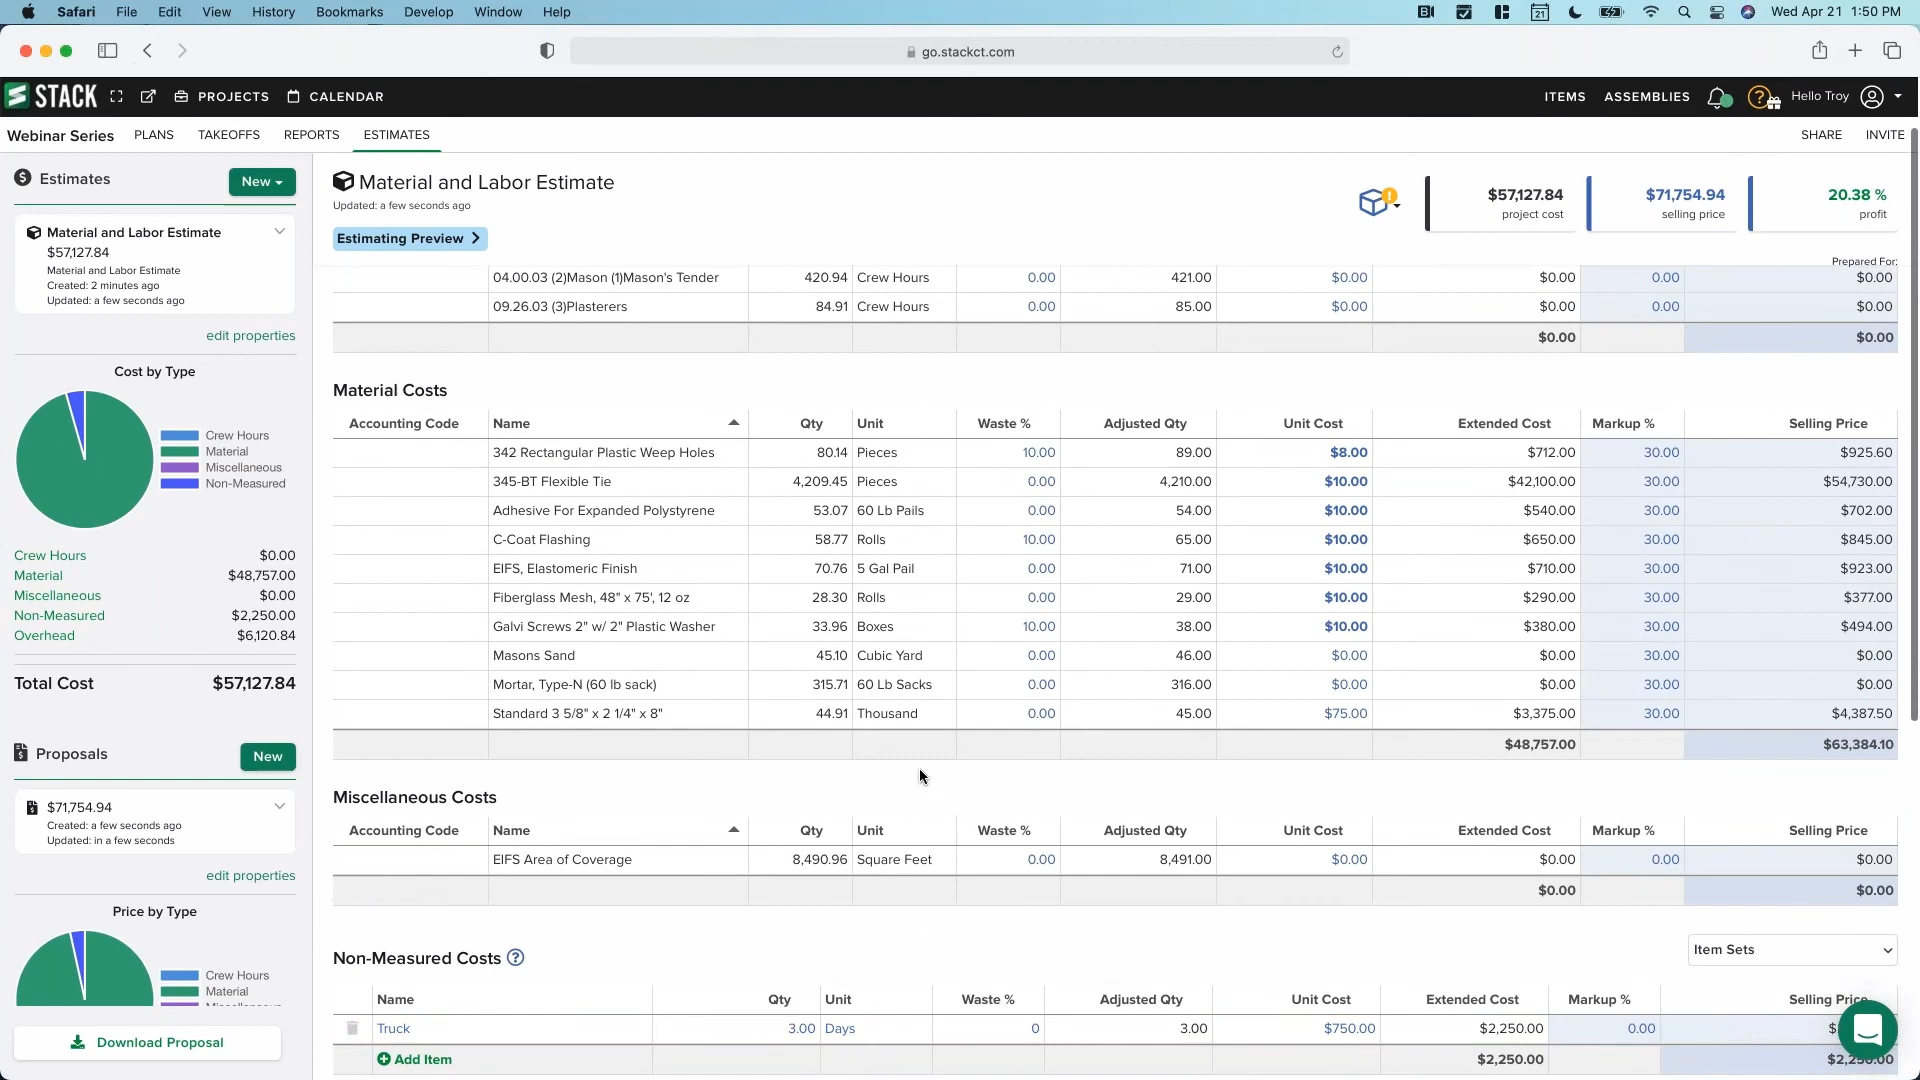 Safari File Edit View History Bookmarks Develop Window Help
21
Wed Apr 21 1:50 PM
go.stackct.com
STACK PROJECTS CALENDAR
ITEMS ASSEMBLIES Hello Troy
Webinar Series PLANS TAKEOFFS REPORTS ESTIMATES
SHARE INVITE
Estimates New
Material and Labor Estimate
$57,127.84
Material and Labor Estimate
Created: 2 minutes ago
Updated: a few seconds ago
edit properties
Cost by Type
Crew Hours
Material
Miscellaneous
Non-Measured
Crew Hours $0.00
Material $48,757.00
Miscellaneous $0.00
Non-Measured $2,250.00
Overhead $6,120.84
Total Cost $57,127.84
Proposals New
$71,754.94
Created: a few seconds ago
Updated: in a few seconds
edit properties
Price by Type
Crew Hours
Material
Download Proposal
Material and Labor Estimate
Updated: a few seconds ago
Estimating Preview
$57,127.84 project cost
$71,754.94 selling price
20.38 % profit
Prepared For:
04.00.03 (2)Mason (1)Mason's Tender 420.94 Crew Hours 0.00 421.00 $0.00 $0.00 0.00 $0.00
09.26.03 (3)Plasterers 84.91 Crew Hours 0.00 85.00 $0.00 $0.00 0.00 $0.00
$0.00 $0.00
Material Costs
Accounting Code Name Qty Unit Waste % Adjusted Qty Unit Cost Extended Cost Markup % Selling Price
342 Rectangular Plastic Weep Holes 80.14 Pieces 10.00 89.00 $8.00 $712.00 30.00 $925.60
345-BT Flexible Tie 4,209.45 Pieces 0.00 4,210.00 $10.00 $42,100.00 30.00 $54,730.00
Adhesive For Expanded Polystyrene 53.07 60 Lb Pails 0.00 54.00 $10.00 $540.00 30.00 $702.00
C-Coat Flashing 58.77 Rolls 10.00 65.00 $10.00 $650.00 30.00 $845.00
EIFS, Elastomeric Finish 70.76 5 Gal Pail 0.00 71.00 $10.00 $710.00 30.00 $923.00
Fiberglass Mesh, 48" x 75', 12 oz 28.30 Rolls 0.00 29.00 $10.00 $290.00 30.00 $377.00
Galvi Screws 2" w/ 2" Plastic Washer 33.96 Boxes 10.00 38.00 $10.00 $380.00 30.00 $494.00
Masons Sand 45.10 Cubic Yard 0.00 46.00 $0.00 $0.00 30.00 $0.00
Mortar, Type-N (60 lb sack) 315.71 60 Lb Sacks 0.00 316.00 $0.00 $0.00 30.00 $0.00
Standard 3 5/8" x 2 1/4" x 8" 44.91 Thousand 0.00 45.00 $75.00 $3,375.00 30.00 $4,387.50
$48,757.00 $63,384.10
Miscellaneous Costs
Accounting Code Name Qty Unit Waste % Adjusted Qty Unit Cost Extended Cost Markup % Selling Price
EIFS Area of Coverage 8,490.96 Square Feet 0.00 8,491.00 $0.00 $0.00 0.00 $0.00
$0.00 $0.00
Non-Measured Costs ?
Item Sets
Name Qty Unit Waste % Adjusted Qty Unit Cost Extended Cost Markup % Selling Price
Truck 3.00 Days 0 3.00 $750.00 $2,250.00 0.00
Add Item $2,250.00